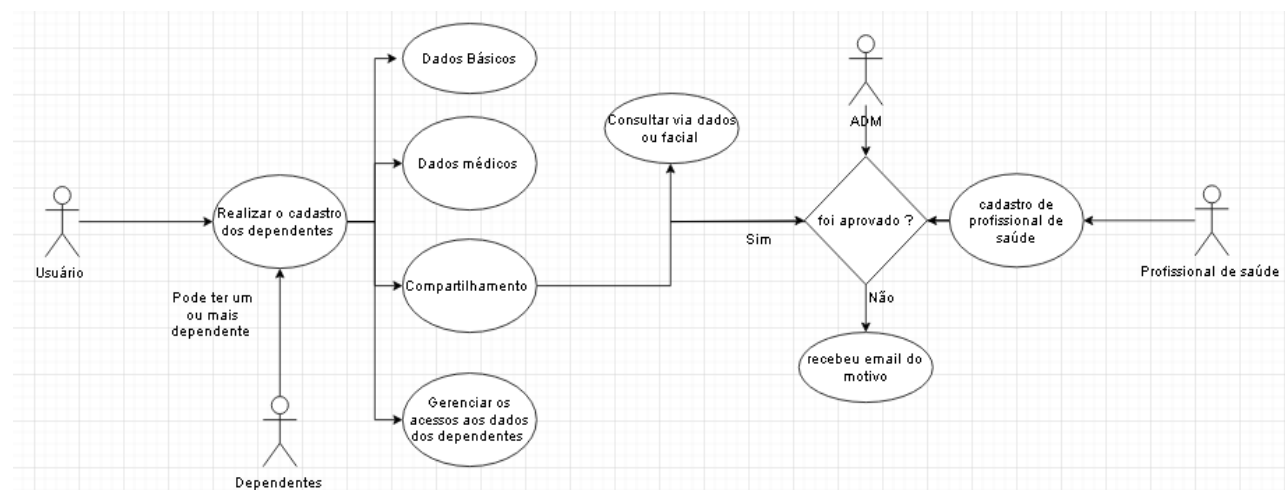 Usuário
Realizar o cadastro
dos dependentes
Pode ter um
ou mais
dependente
Dependentes
Dados Básicos
Dados médicos
Compartilhamento
Gerenciar os
acessos aos dados
dos dependentes
Consultar via dados
ou facial
Sim
ADM
foi aprovado ?
Não
recebeu email do
motivo
cadastro de
profissional de
saúde
Profissional de saúde